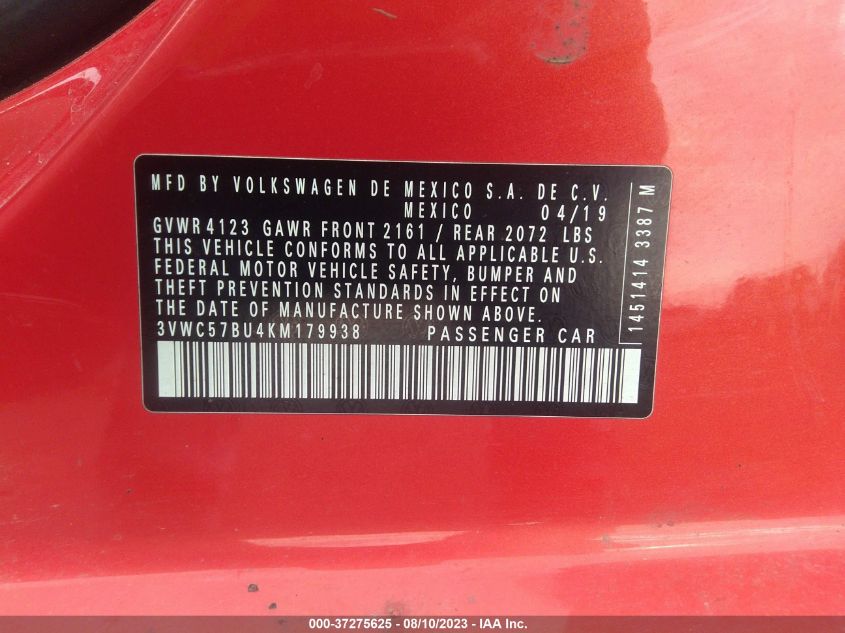 MFD BY VOLKSWAGEN DE MEXICO S.A. DE C.V.
MEXICO 04/19
GVWR 4123 GAWR FRONT 2161 / REAR 2072 LBS
THIS VEHICLE CONFORMS TO ALL APPLICABLE U.S.
FEDERAL MOTOR VEHICLE SAFETY, BUMPER AND
THEFT PREVENTION STANDARDS IN EFFECT ON
THE DATE OF MANUFACTURE SHOWN ABOVE.
3VWC57BU4KM179938 PASSENGER CAR
1451414 3387 M
000-37275625 - 08/10/2023 - IAA Inc.